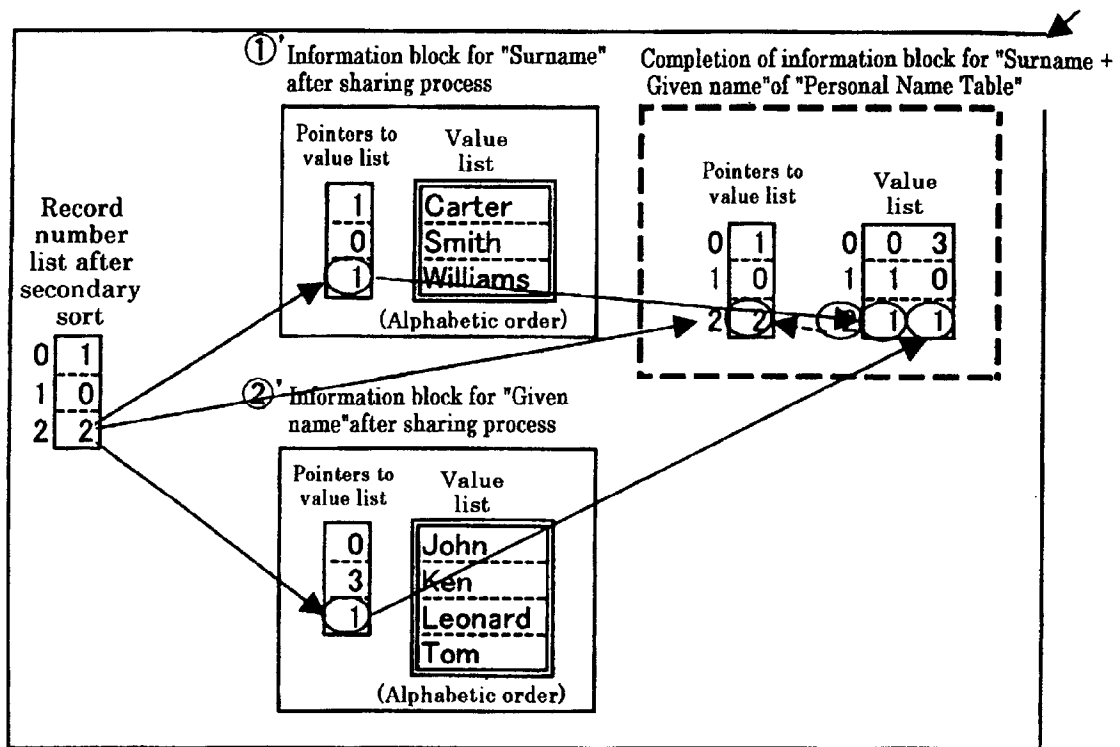 ①' Information block for "Surname"
after sharing process
Pointers to
value list
Value
list
1
0
1
Carter
Smith
Williams
(Alphabetic order)
Completion of information block for "Surname +
Given name"of "Personal Name Table"
Pointers to
value list
Value
list
0 1
1 0
2 2
0 0 3
1 1 0
2 1 1
Record
number
list after
secondary
sort
0 1
1 0
2 2
②' Information block for "Given
name"after sharing process
Pointers to
value list
Value
list
0
3
1
John
Ken
Leonard
Tom
(Alphabetic order)